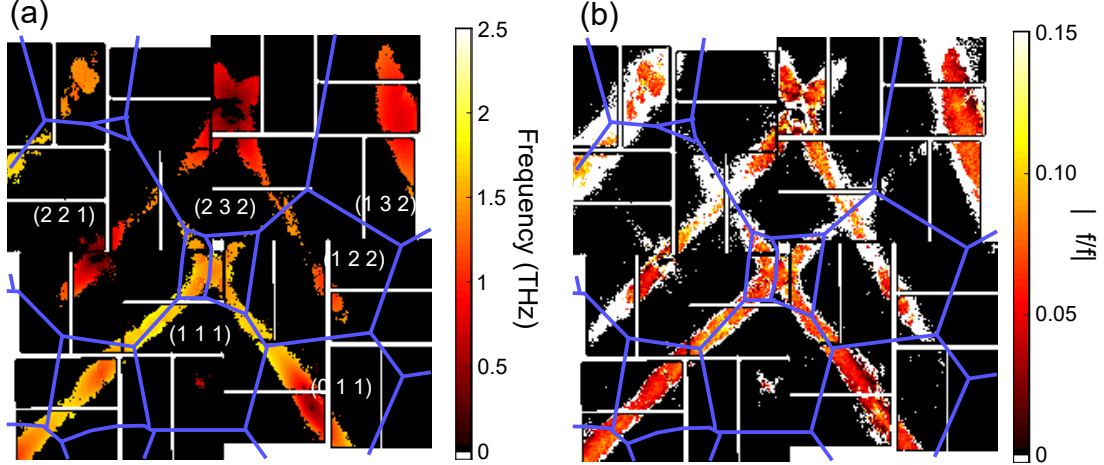 (a)
(b)
2.5
2
1.5
1
0.5
0
Frequency (THz)
0.15
0.10
0.05
0
| f/f|
(2 2 1)
(2 3 2)
(1 3 2)
(1 2 2)
(1 1 1)
(0 1 1)